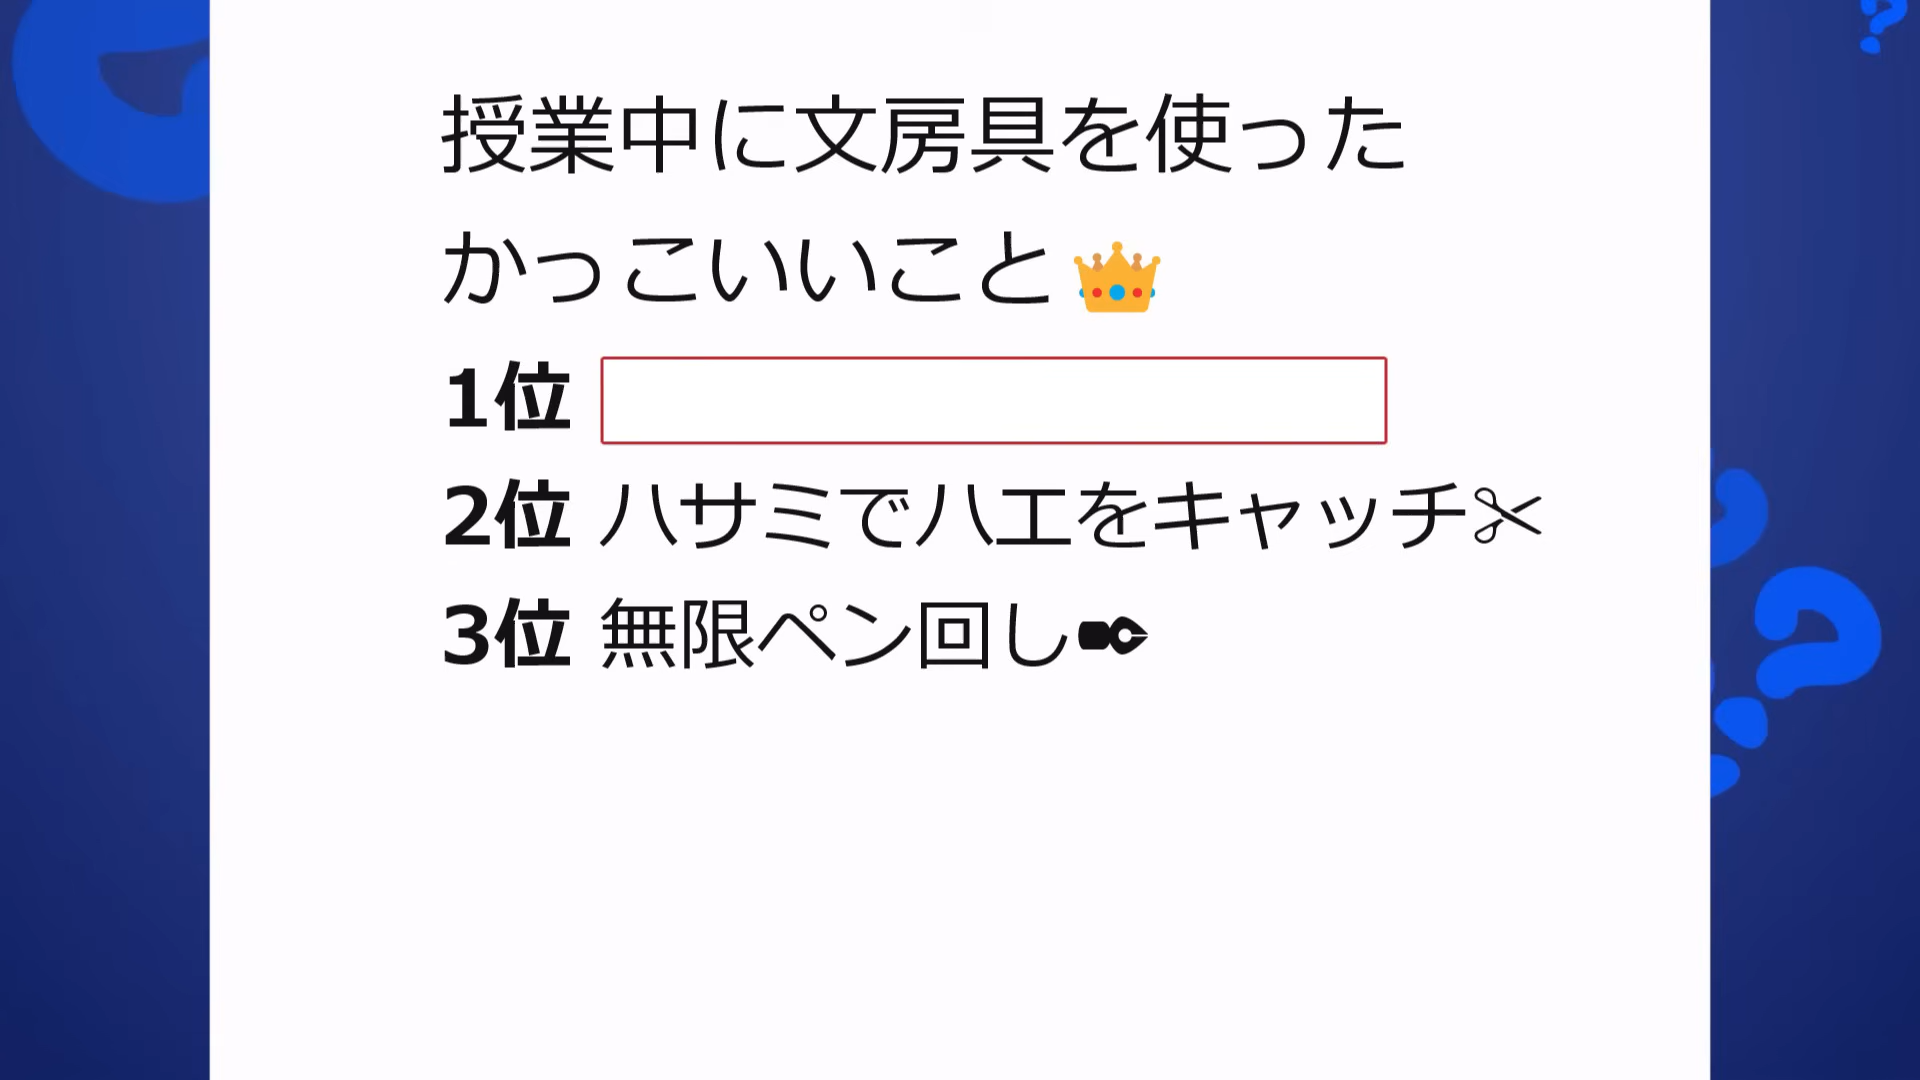 授業中に文房具を使った
かっこいいこと👑
1位
2位 ハサミでハエをキャッチ✂
3位 無限ペン回し✒